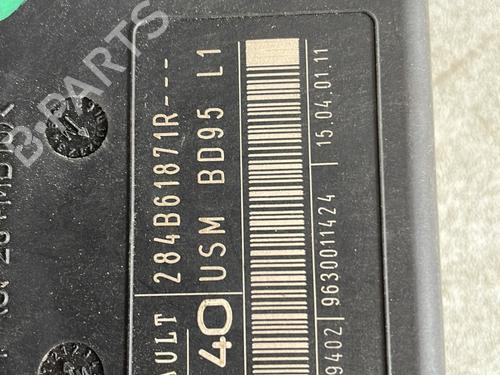 B-PARTS
AULT 284B61871R---
40 USM BD95 L1
9402 9630011424 15.04.01.11